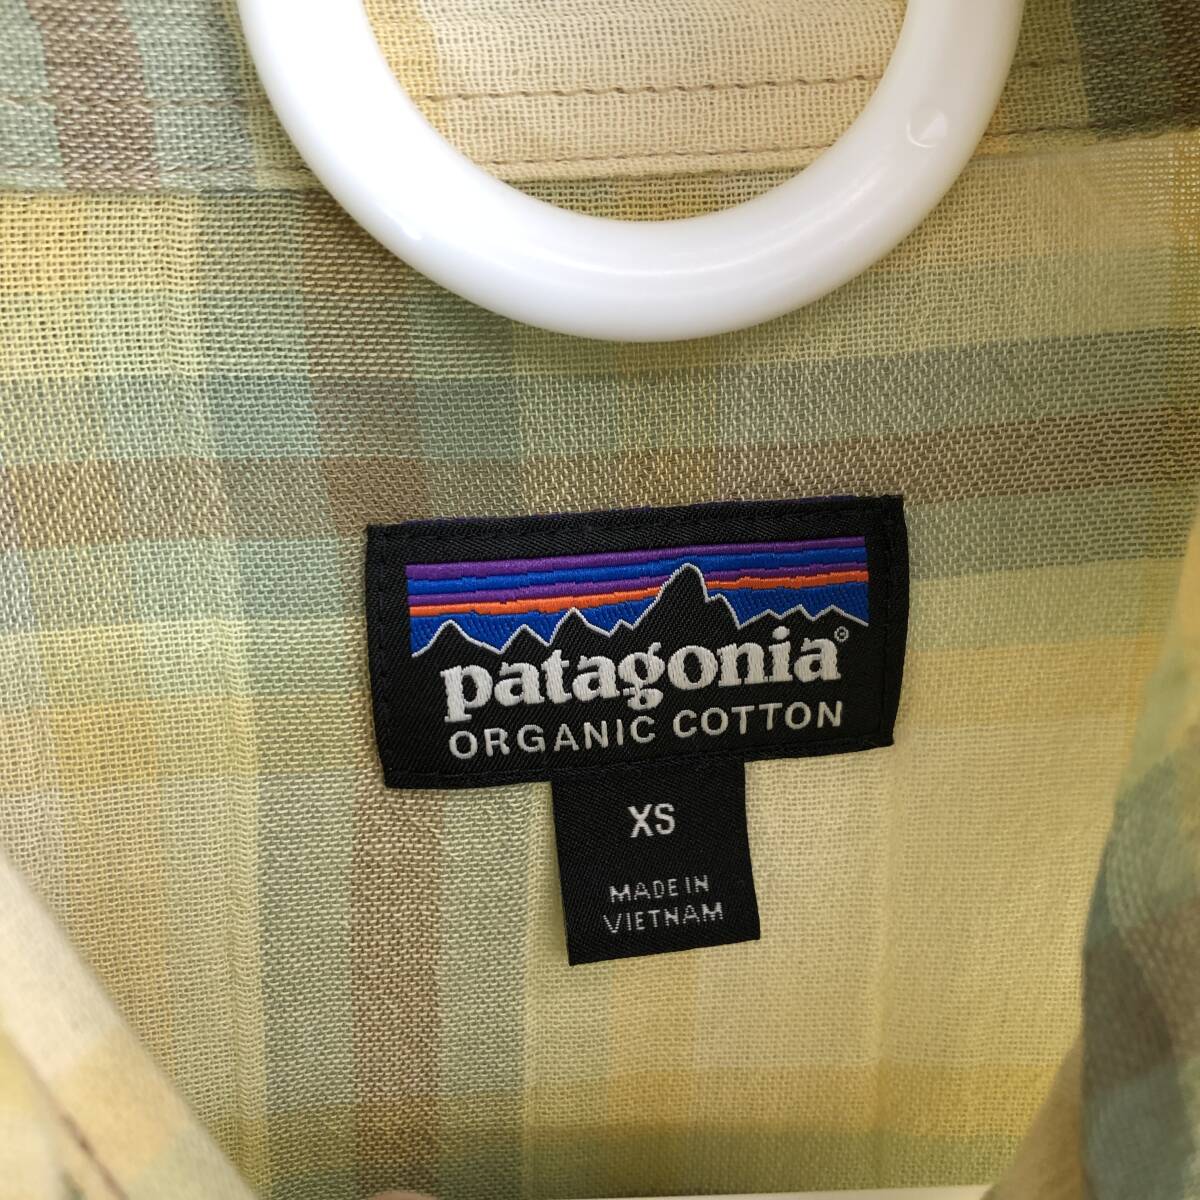 patagonia®
ORGANIC COTTON
XS
MADE IN
VIETNAM